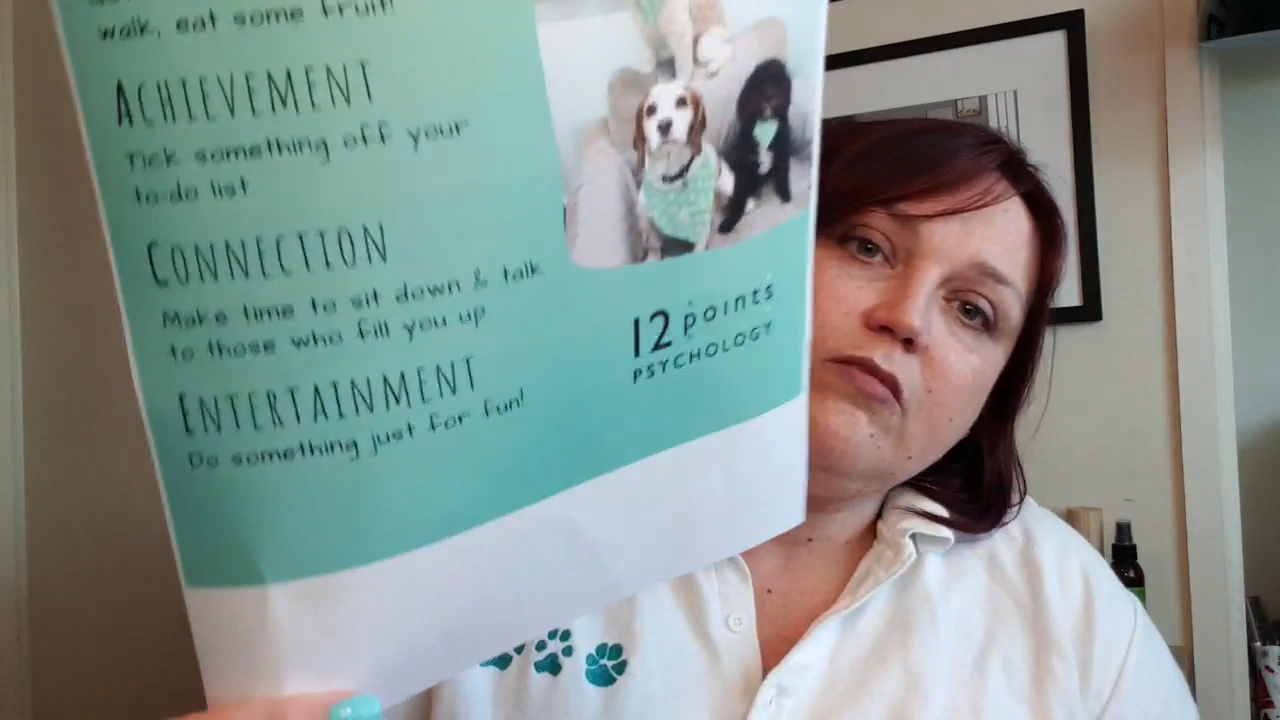 walk, eat some fruit!
ACHIEVEMENT
Tick something off your
to-do list
CONNECTION
Make time to sit down & talk
to those who fill you up
ENTERTAINMENT
Do something just for fun!
12 points
PSYCHOLOGY